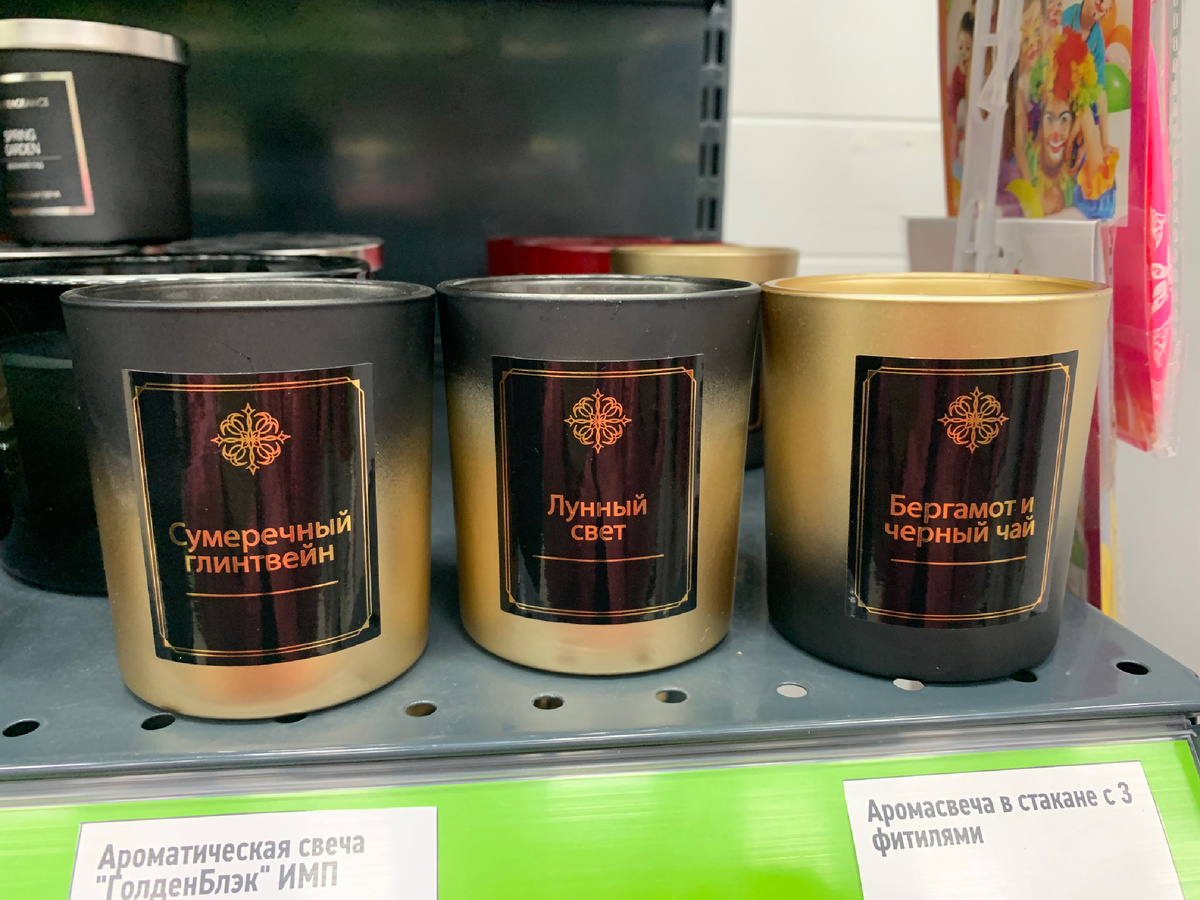 SPRING
GARDEN
Сумеречный
глинтвейн
Лунный
свет
Бергамот и
черный чай
Ароматическая свеча
"ГолденБлэк" ИМП
Аромасвеча в стакане с 3
фитилями